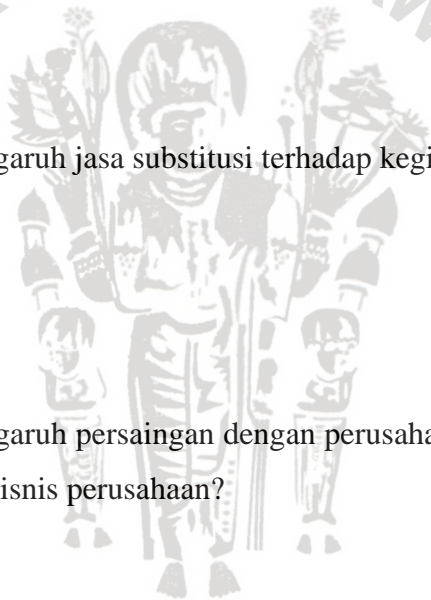 garuh jasa substitusi terhadap kegi
garuh persaingan dengan perusaha
isnis perusahaan?